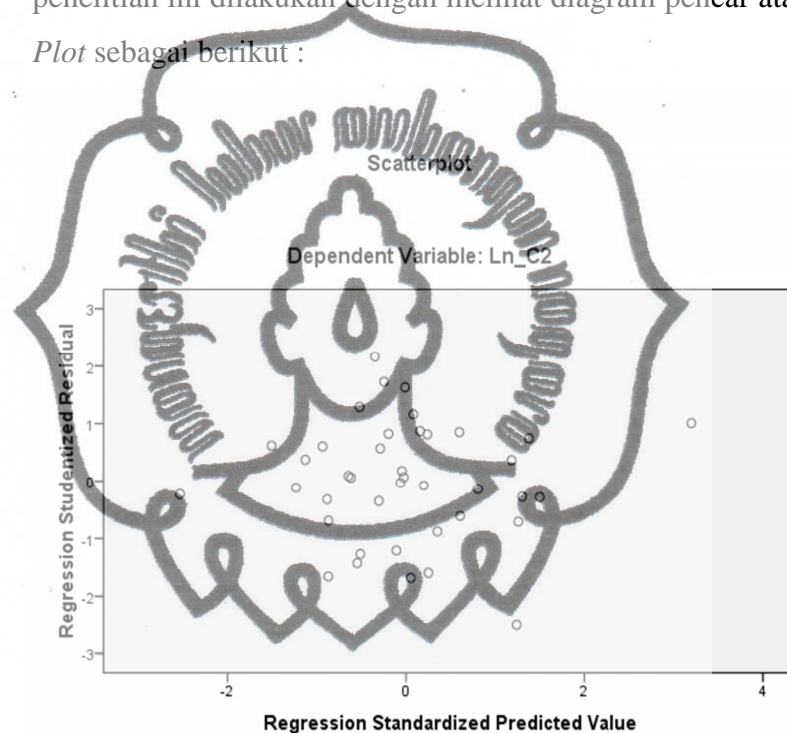 penelitian ini dilakukan dengan melihat diagram pencar
Plot sebagai berikut :
Scatterplot
Dependent Variable: Ln_C2
Regression Studentized Residual
3
2
1
0
-1
-2
-3
-2
0
2
4
Regression Standardized Predicted Value